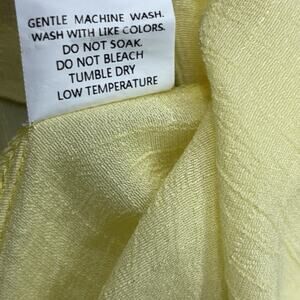 GENTLE MACHINE WASH.
WASH WITH LIKE COLORS.
DO NOT SOAK.
DO NOT BLEACH
TUMBLE DRY
LOW TEMPERATURE